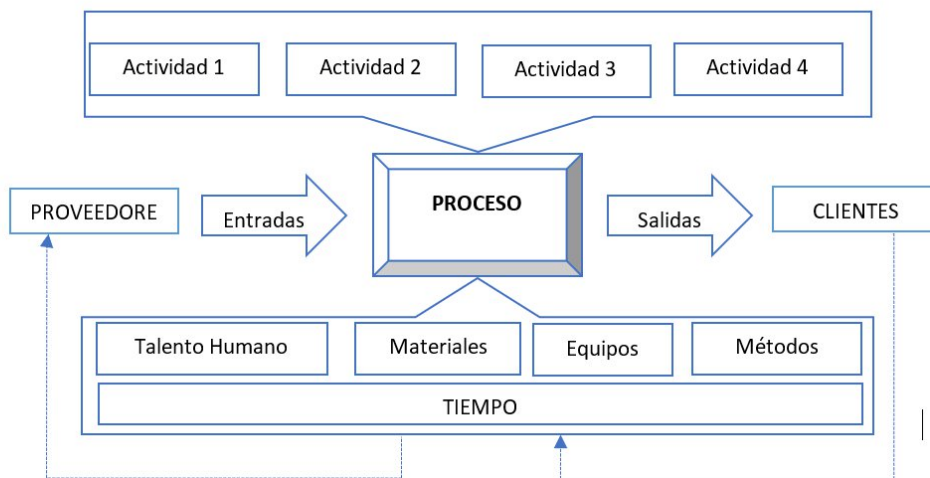 Actividad 1
Actividad 2
Actividad 3
Actividad 4
PROVEEDORE
Entradas
PROCESO
Salidas
CLIENTES
Talento Humano
Materiales
Equipos
Métodos
TIEMPO